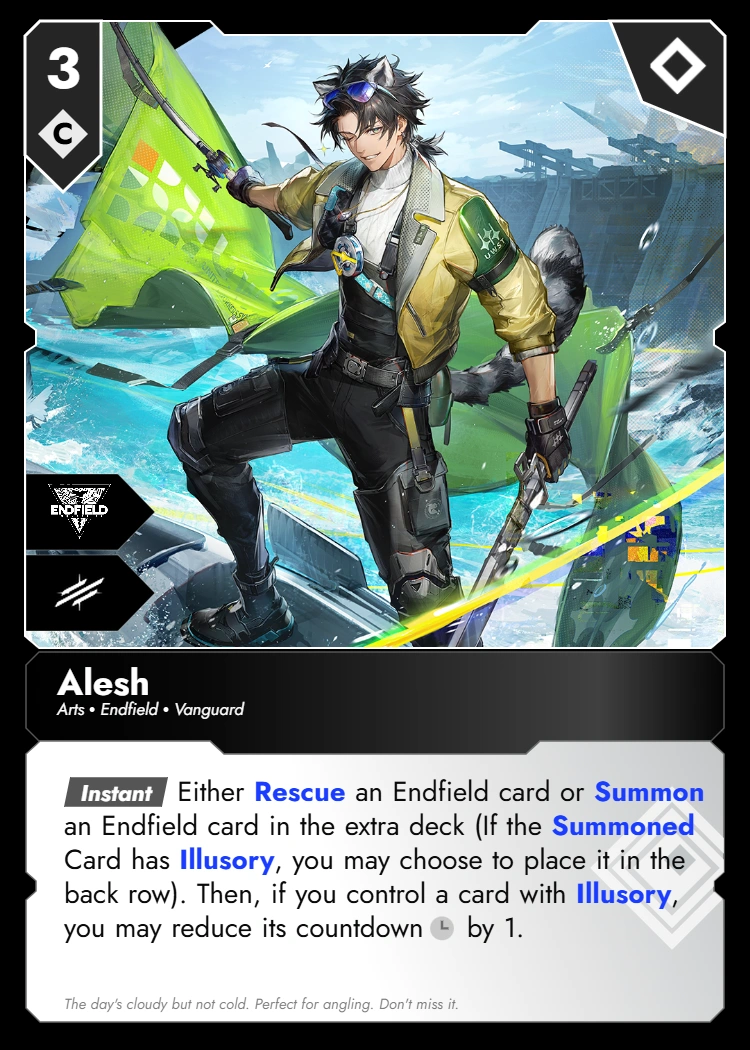 3
C
U.W.S.T
ENDFIELD
Alesh
Arts • Endfield • Vanguard
Instant Either Rescue an Endfield card or Summon
an Endfield card in the extra deck (If the Summoned
Card has Illusory, you may choose to place it in the
back row). Then, if you control a card with Illusory,
you may reduce its countdown by 1.
The day's cloudy but not cold. Perfect for angling. Don't miss it.